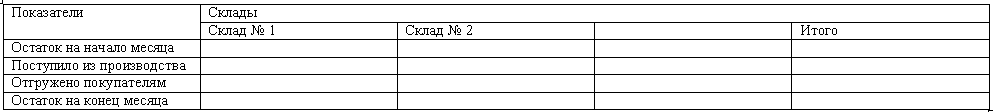 Показатели Склады
Склад № 1 Склад № 2 Итого
Остаток на начало месяца
Поступило из производства
Отгружено покупателям
Остаток на конец месяца